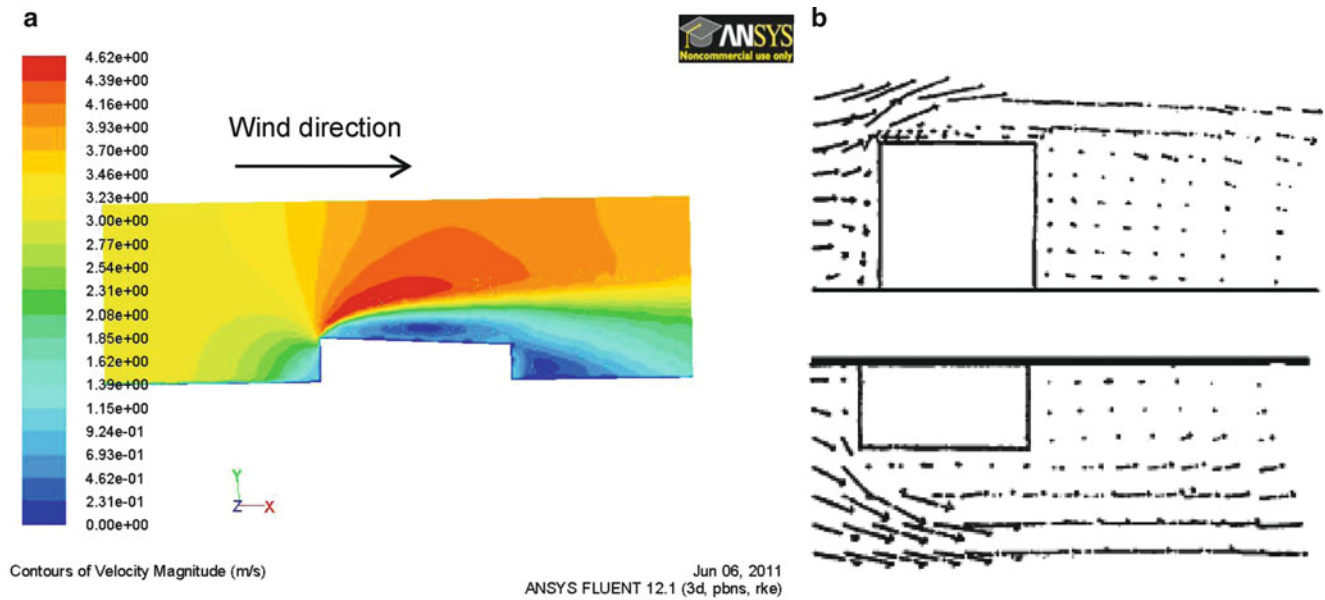 a
b
ANSYS
Noncommercial use only
4.62e+00
4.39e+00
4.16e+00
3.93e+00
3.70e+00
3.46e+00
3.23e+00
3.00e+00
2.77e+00
2.54e+00
2.31e+00
2.08e+00
1.85e+00
1.62e+00
1.39e+00
1.15e+00
9.24e-01
6.93e-01
4.62e-01
2.31e-01
0.00e+00
Wind direction
Y
Z
X
Contours of Velocity Magnitude (m/s)
Jun 06, 2011
ANSYS FLUENT 12.1 (3d, pbns, rke)